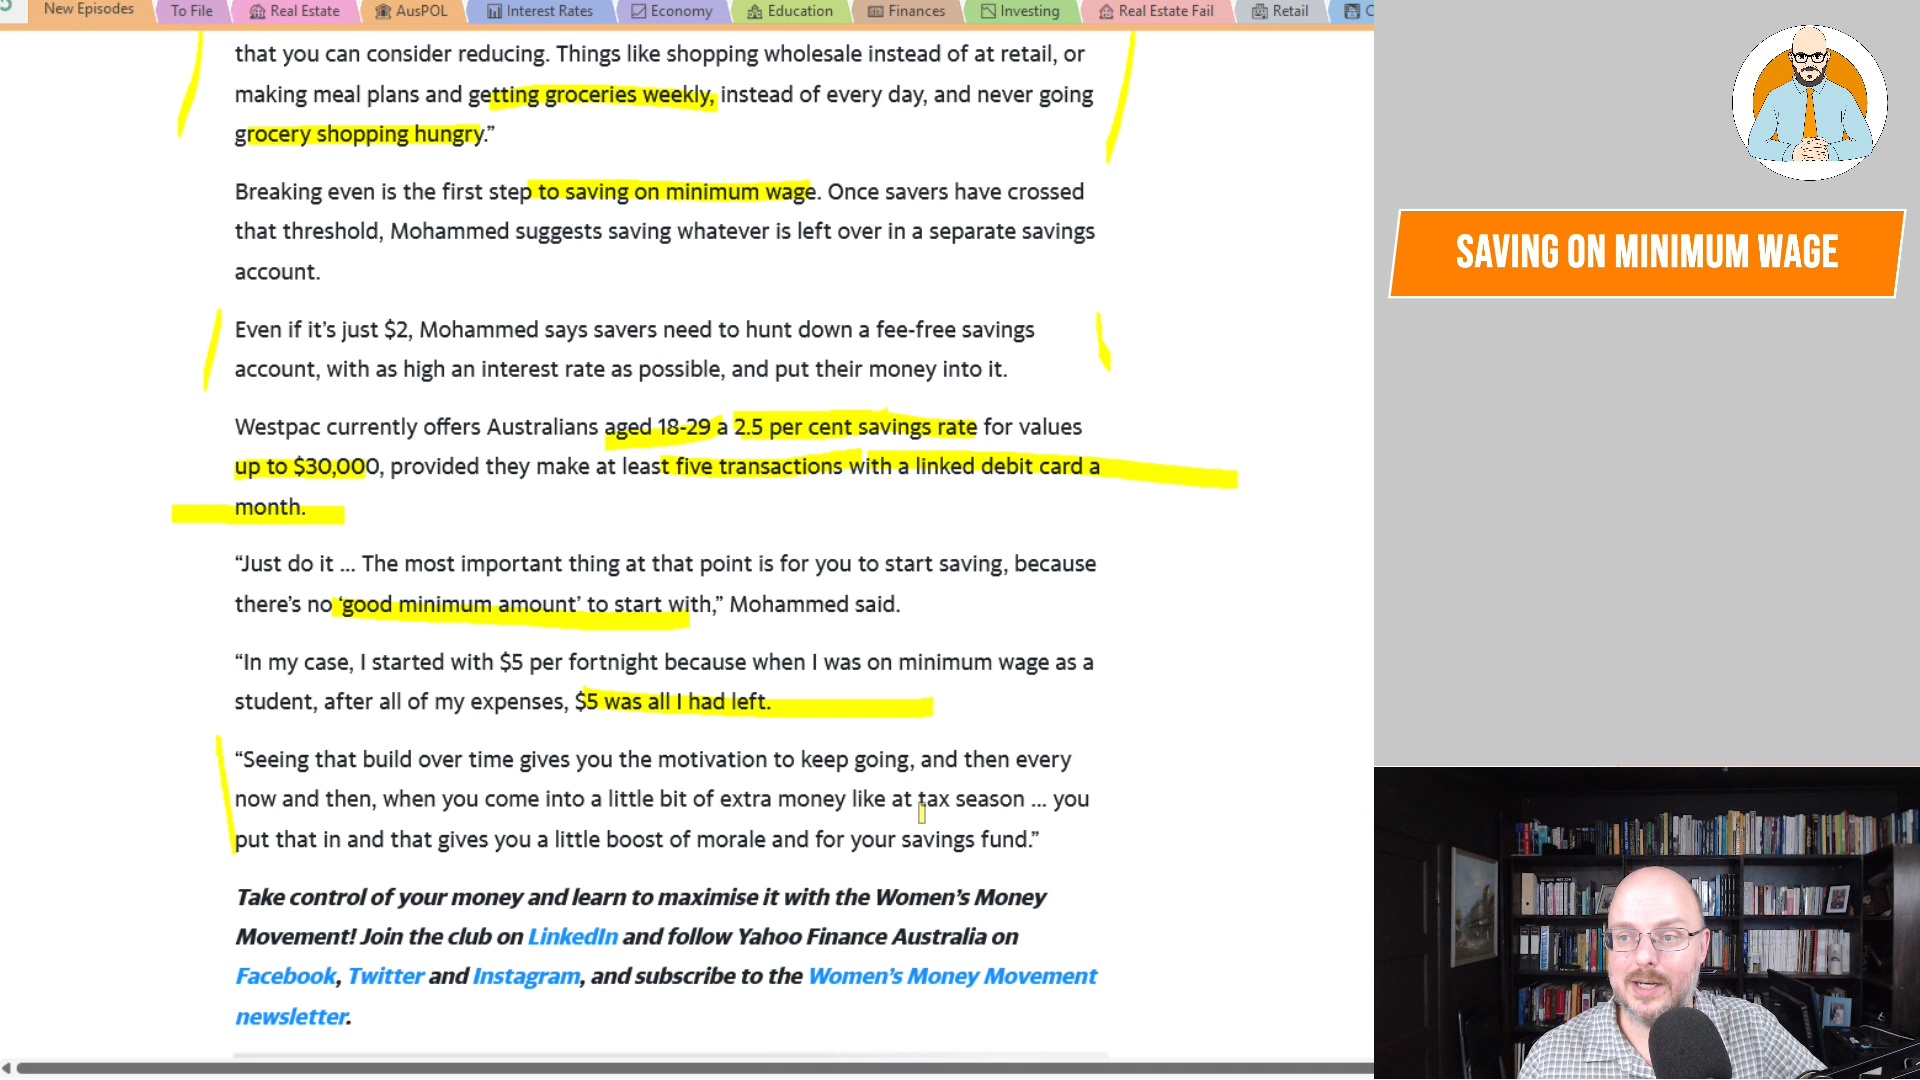 New Episodes
To File
Real Estate
AusPOL
Interest Rates
Economy
Education
Finances
Investing
Real Estate Fail
Retail
that you can consider reducing. Things like shopping wholesale instead of at retail, or
making meal plans and getting groceries weekly, instead of every day, and never going
grocery shopping hungry.”
Breaking even is the first step to saving on minimum wage. Once savers have crossed
that threshold, Mohammed suggests saving whatever is left over in a separate savings
account.
Even if it’s just $2, Mohammed says savers need to hunt down a fee-free savings
account, with as high an interest rate as possible, and put their money into it.
Westpac currently offers Australians aged 18-29 a 2.5 per cent savings rate for values
up to $30,000, provided they make at least five transactions with a linked debit card a
month.
“Just do it ... The most important thing at that point is for you to start saving, because
there’s no ‘good minimum amount’ to start with,” Mohammed said.
“In my case, I started with $5 per fortnight because when I was on minimum wage as a
student, after all of my expenses, $5 was all I had left.
“Seeing that build over time gives you the motivation to keep going, and then every
now and then, when you come into a little bit of extra money like at tax season ... you
put that in and that gives you a little boost of morale and for your savings fund.”
Take control of your money and learn to maximise it with the Women’s Money
Movement! Join the club on LinkedIn and follow Yahoo Finance Australia on
Facebook, Twitter and Instagram, and subscribe to the Women’s Money Movement
newsletter.
SAVING ON MINIMUM WAGE